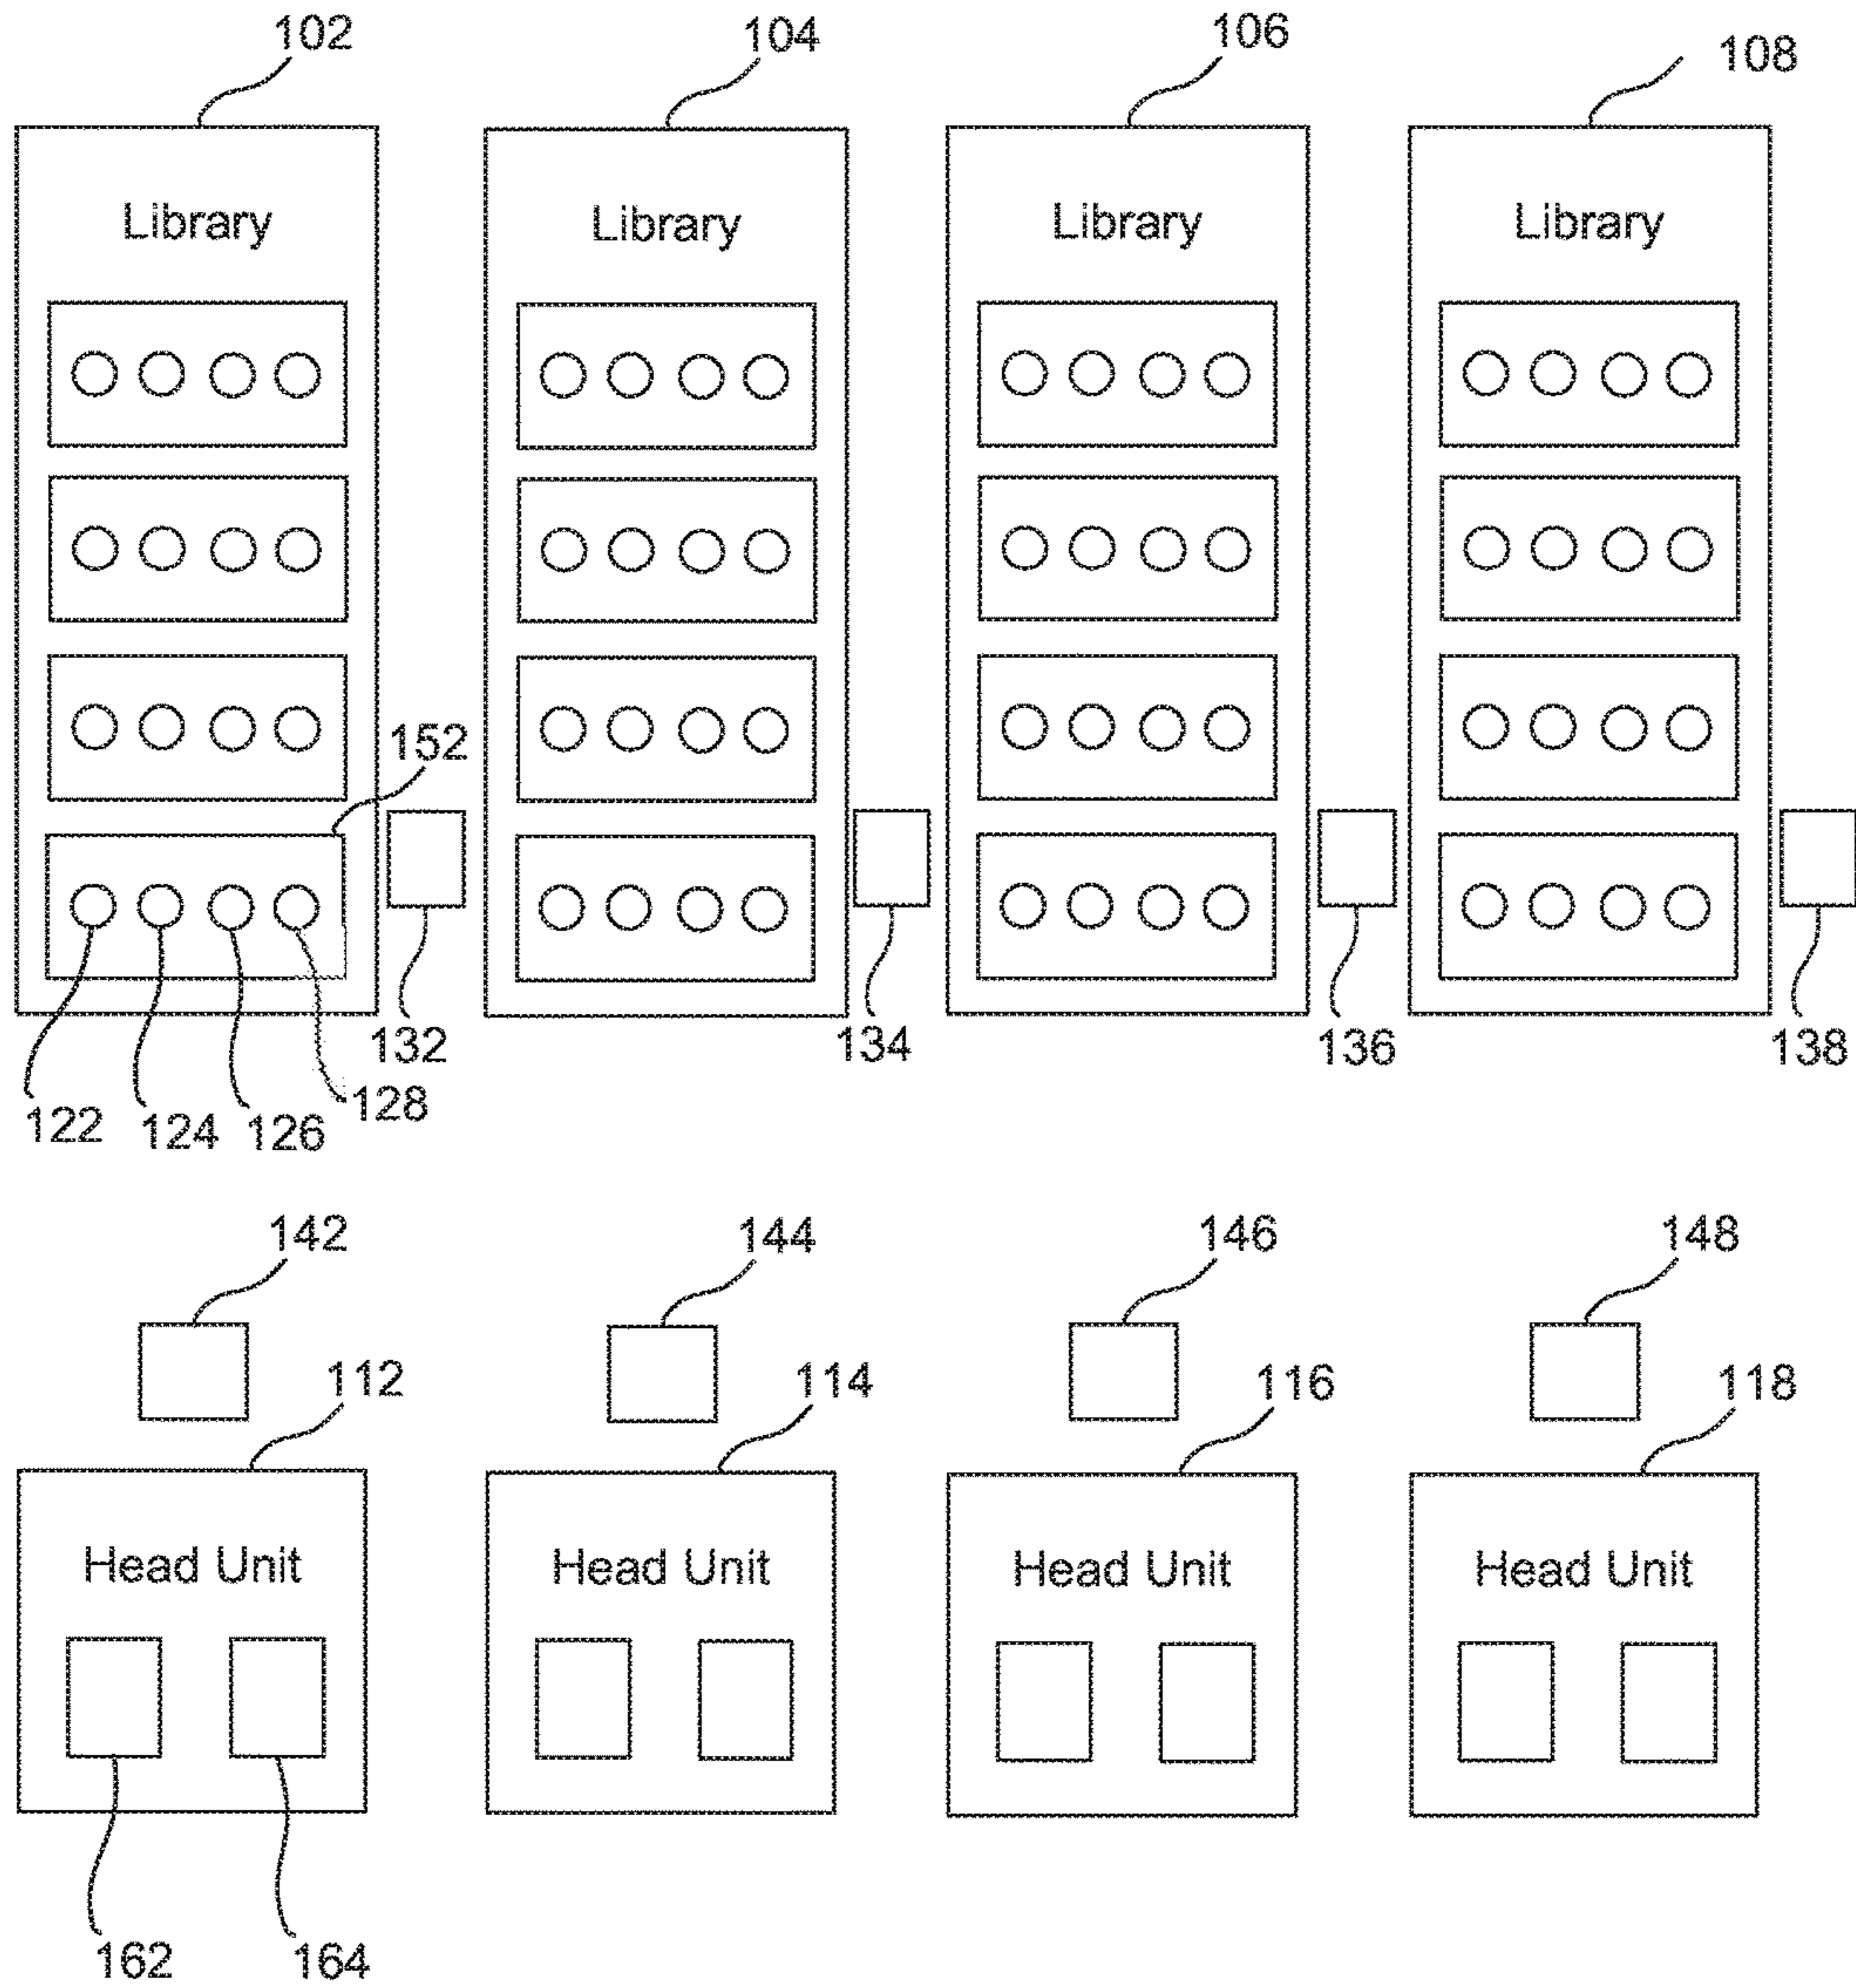 102 104 106 108
Library Library Library Library
152
132 134 136 138
122 124 126 128
142 144 146 148
112 114 116 118
Head Unit Head Unit Head Unit Head Unit
162 164